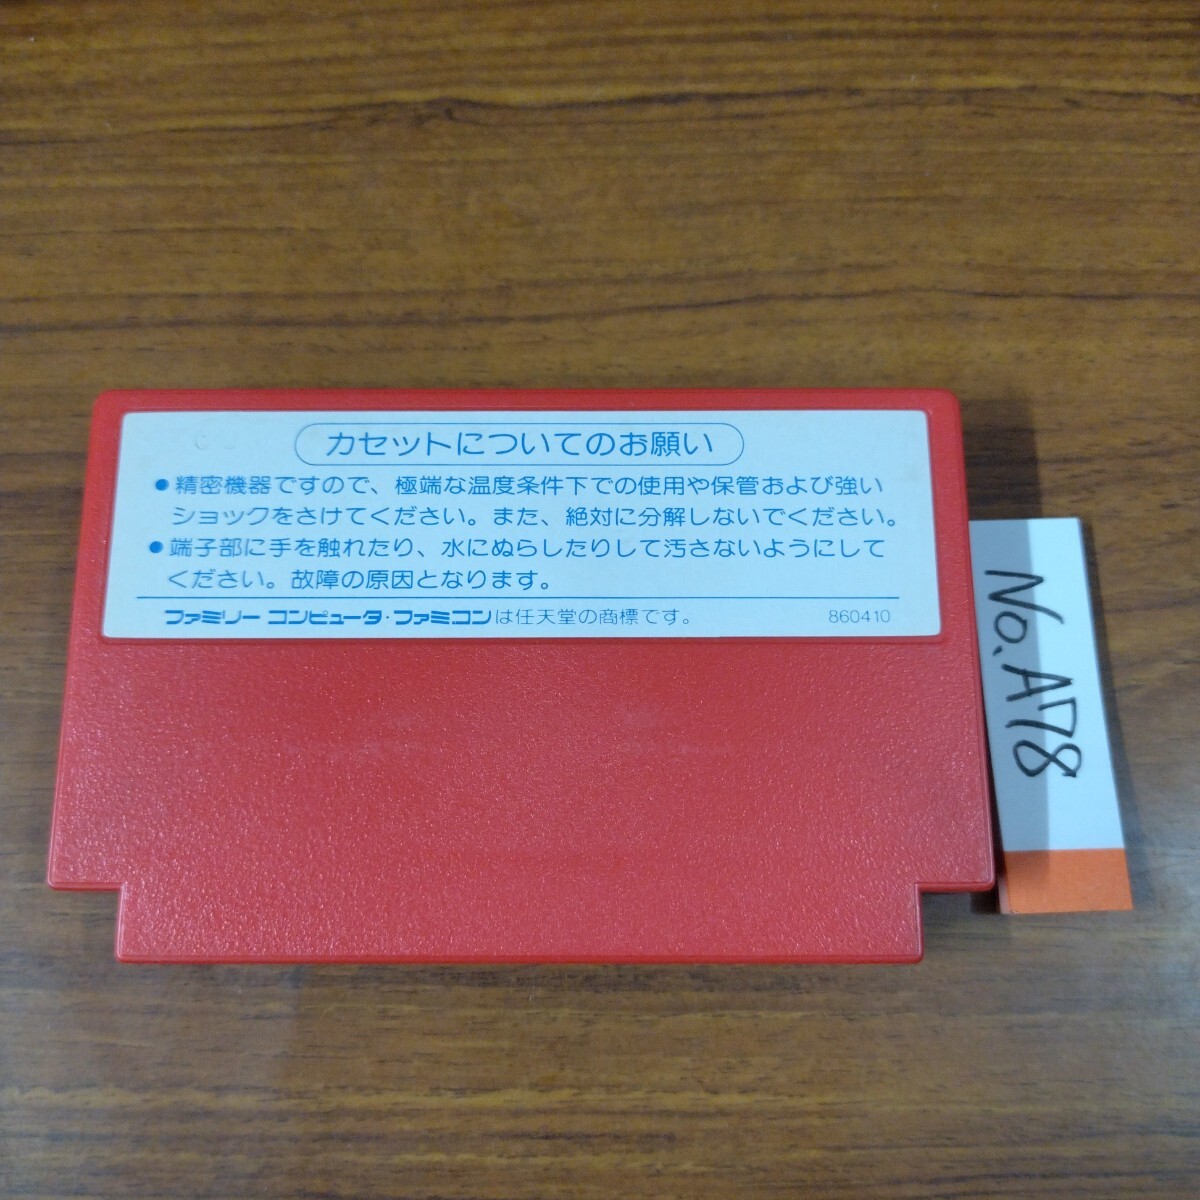 カセットについてのお願い
●精密機器ですので、極端な温度条件下での使用や保管および強い
ショックをさけてください。また、絶対に分解しないでください。
●端子部に手を触れたり、水にぬらしたりして汚さないようにして
ください。故障の原因となります。
ファミリー コンピュータ・ファミコンは任天堂の商標です。 860410
No.A78